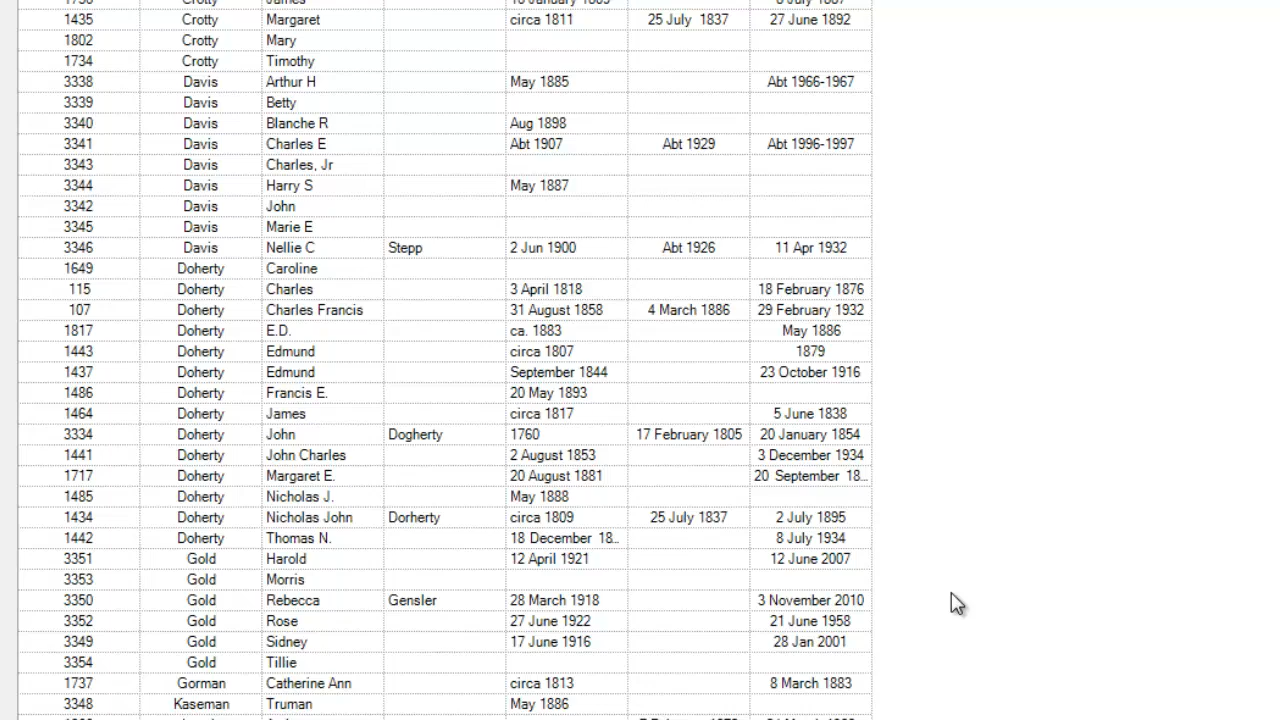 1435 Crotty Margaret circa 1811 25 July 1837 27 June 1892
1802 Crotty Mary
1734 Crotty Timothy
3338 Davis Arthur H May 1885 Abt 1966-1967
3339 Davis Betty
3340 Davis Blanche R Aug 1898
3341 Davis Charles E Abt 1907 Abt 1929 Abt 1996-1997
3343 Davis Charles, Jr
3344 Davis Harry S May 1887
3342 Davis John
3345 Davis Marie E
3346 Davis Nellie C Stepp 2 Jun 1900 Abt 1926 11 Apr 1932
1649 Doherty Caroline
115 Doherty Charles 3 April 1818 18 February 1876
107 Doherty Charles Francis 31 August 1858 4 March 1886 29 February 1932
1817 Doherty E.D. ca. 1883 May 1886
1443 Doherty Edmund circa 1807 1879
1437 Doherty Edmund September 1844 23 October 1916
1486 Doherty Francis E. 20 May 1893
1464 Doherty James circa 1817 5 June 1838
3334 Doherty John Dogherty 1760 17 February 1805 20 January 1854
1441 Doherty John Charles 2 August 1853 3 December 1934
1717 Doherty Margaret E. 20 August 1881 20 September 18...
1485 Doherty Nicholas J. May 1888
1434 Doherty Nicholas John Dorherty circa 1809 25 July 1837 2 July 1895
1442 Doherty Thomas N. 18 December 18... 8 July 1934
3351 Gold Harold 12 April 1921 12 June 2007
3353 Gold Morris
3350 Gold Rebecca Gensler 28 March 1918 3 November 2010
3352 Gold Rose 27 June 1922 21 June 1958
3349 Gold Sidney 17 June 1916 28 Jan 2001
3354 Gold Tillie
1737 Gorman Catherine Ann circa 1813 8 March 1883
3348 Kaseman Truman May 1886